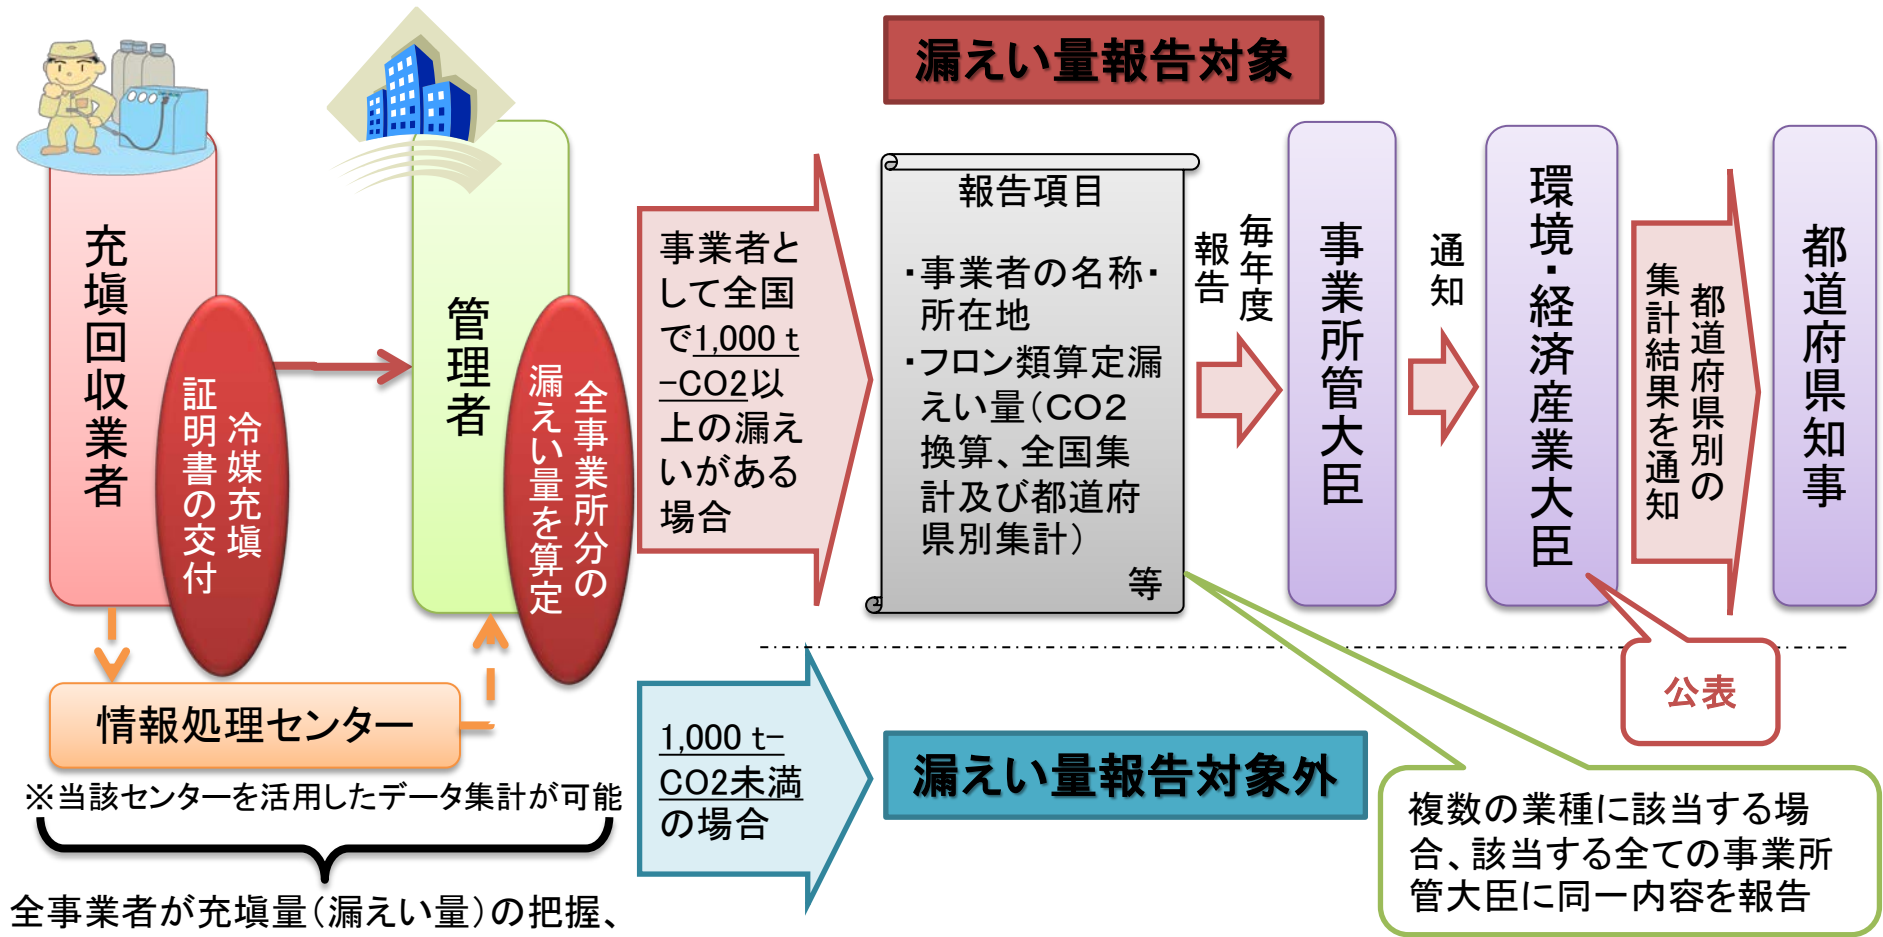 漏えい量報告対象
充塡回収業者
冷媒充塡
証明書の交付
管理者
全事業所分の
漏えい量を算定
情報処理センター
※当該センターを活用したデータ集計が可能
全事業者が充塡量（漏えい量）の把握、
事業者と
して全国
で1,000 t
-CO2以
上の漏え
いがある
場合
報告項目
・事業者の名称・
所在地
・フロン類算定漏
えい量（CO2
換算、全国集
計及び都道府
県別集計）
等
毎年度
報告
事業所管大臣
通知
環境・経済産業大臣
都道府県別の
集計結果を通知
都道府県知事
公表
1,000 t-
CO2未満
の場合
漏えい量報告対象外
複数の業種に該当する場
合、該当する全ての事業所
管大臣に同一内容を報告